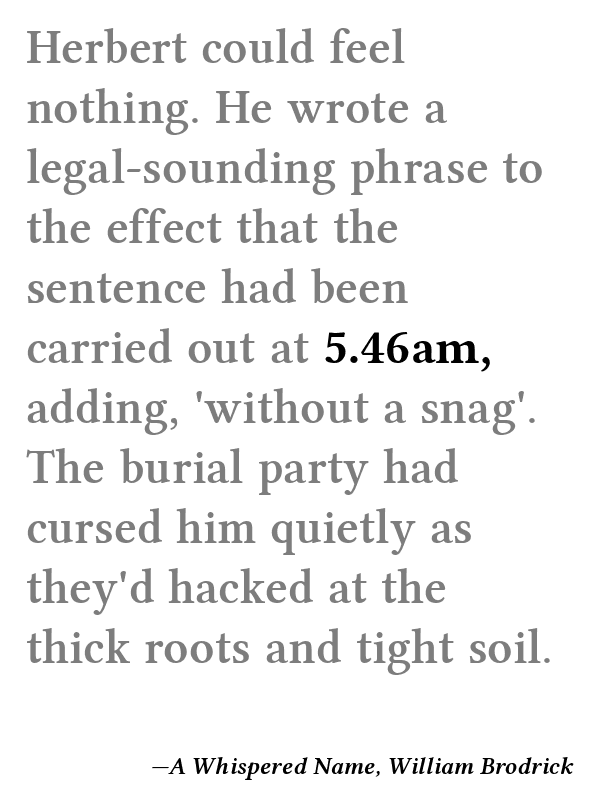 Herbert could feel
nothing. He wrote a
legal-sounding phrase to
the effect that the
sentence had been
carried out at 5.46am,
adding, 'without a snag'.
The burial party had
cursed him quietly as
they'd hacked at the
thick roots and tight soil.
—A Whispered Name, William Brodrick